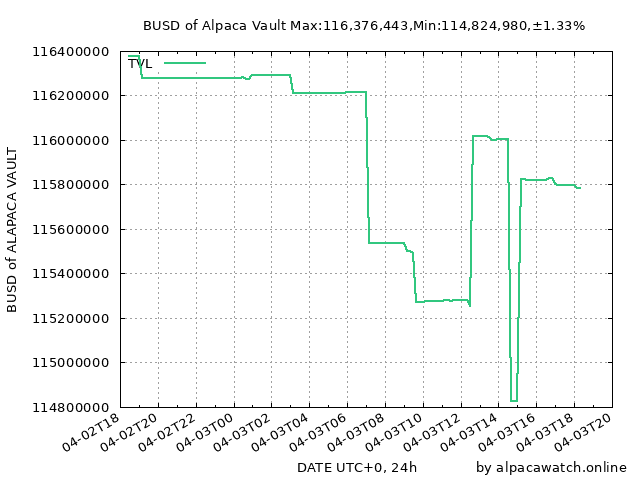 BUSD of Alpaca Vault Max:116,376,443,Min:114,824,980,±1.33%
116400000
TVL
116200000
116000000
115800000
115600000
115400000
115200000
115000000
114800000
BUSD of ALAPACA VAULT
04-02T18
04-02T20
04-02T22
04-03T00
04-03T02
04-03T04
04-03T06
04-03T08
04-03T10
04-03T12
04-03T14
04-03T16
04-03T18
04-03T20
DATE UTC+0, 24h
by alpacawatch.online